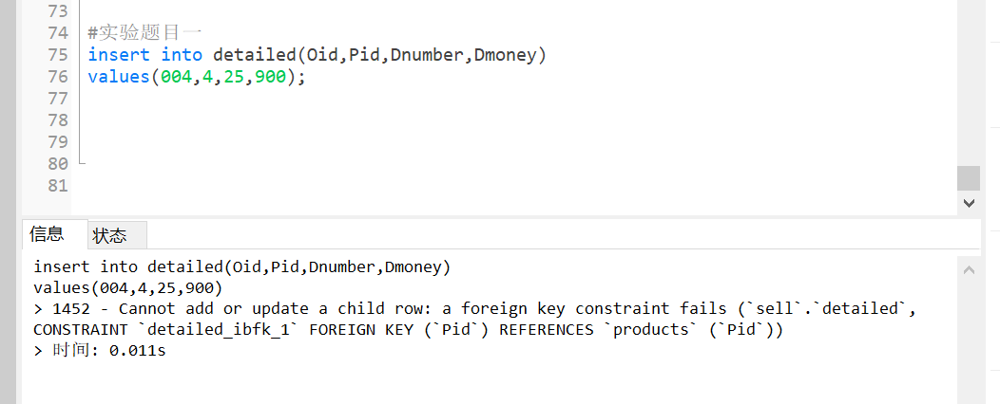 73
74 #实验题目一
75 insert into detailed(Oid,Pid,Dnumber,Dmoney)
76 values(004,4,25,900);
77
78
79
80
81
信息 状态
insert into detailed(Oid,Pid,Dnumber,Dmoney)
values(004,4,25,900)
> 1452 - Cannot add or update a child row: a foreign key constraint fails (`sell`.`detailed`,
CONSTRAINT `detailed_ibfk_1` FOREIGN KEY (`Pid`) REFERENCES `products` (`Pid`))
> 时间: 0.011s